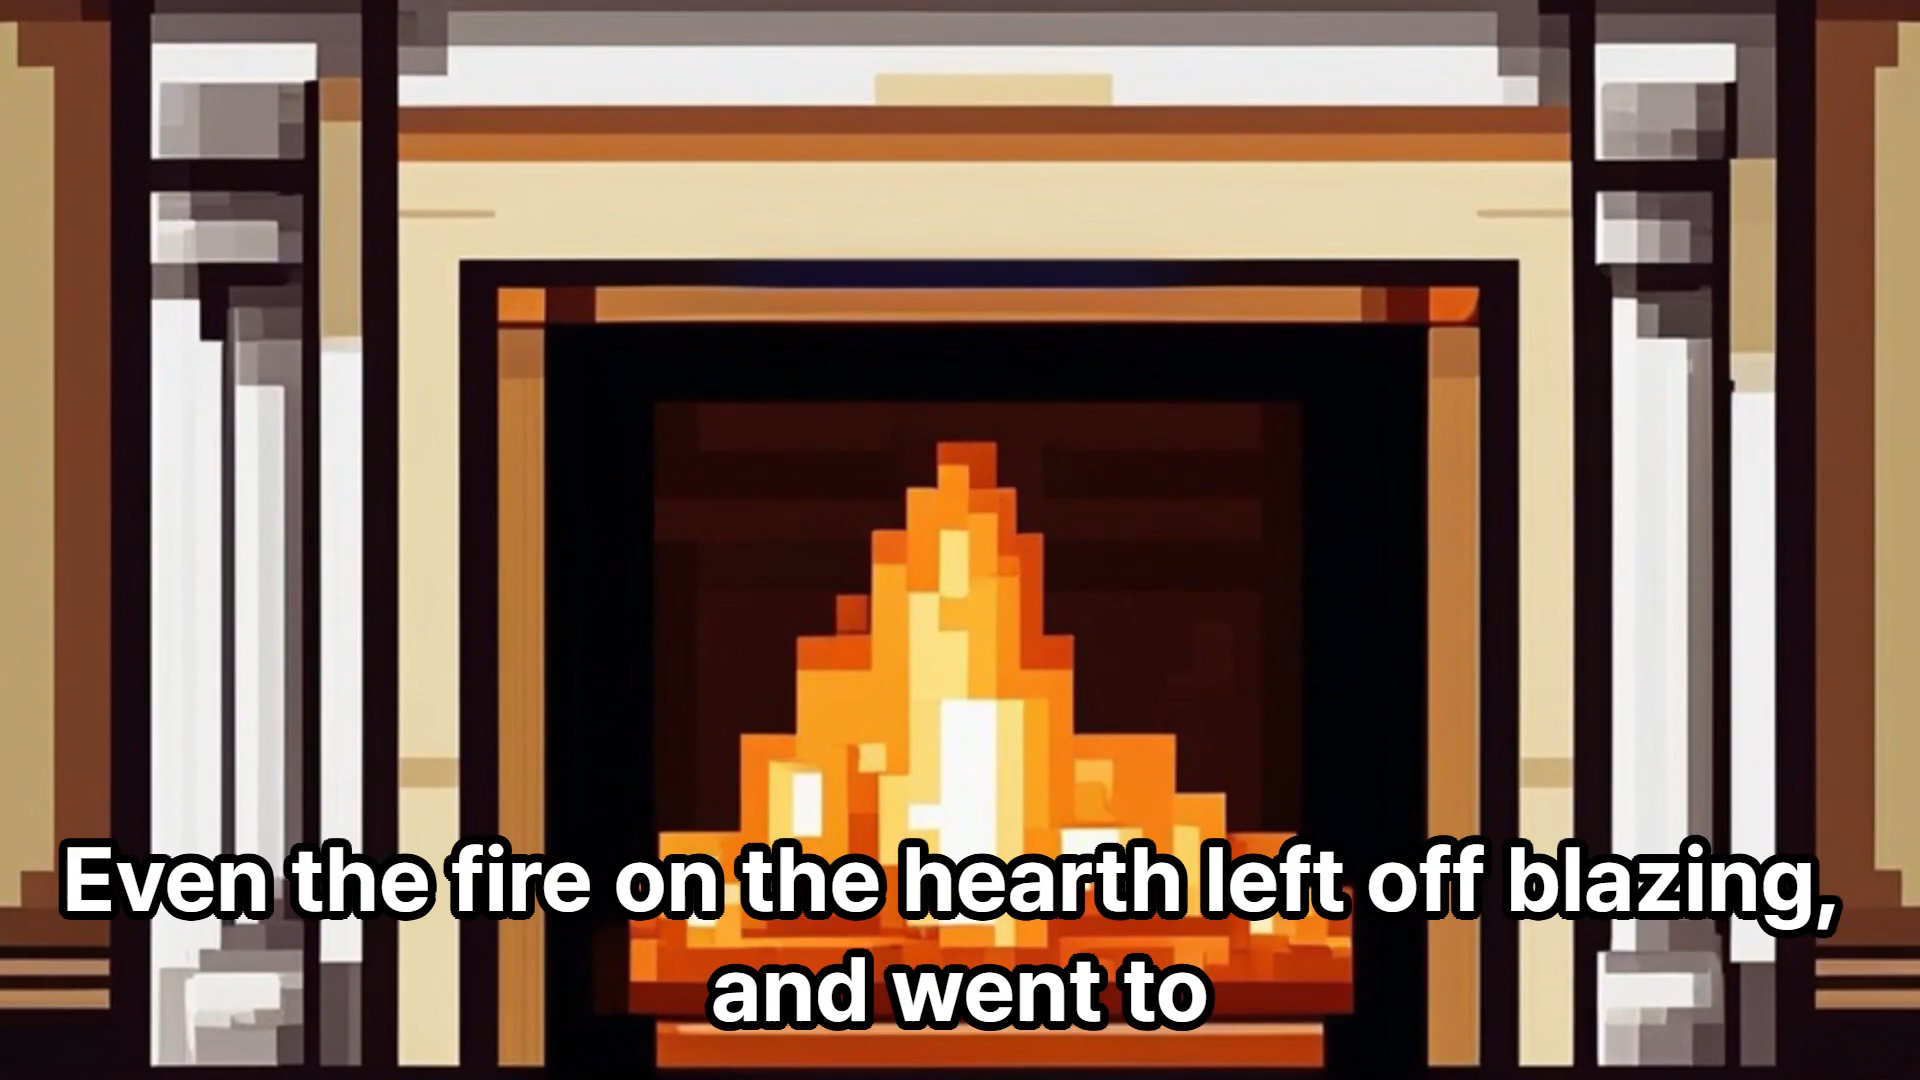 Even the fire on the hearth left off blazing,
and went to